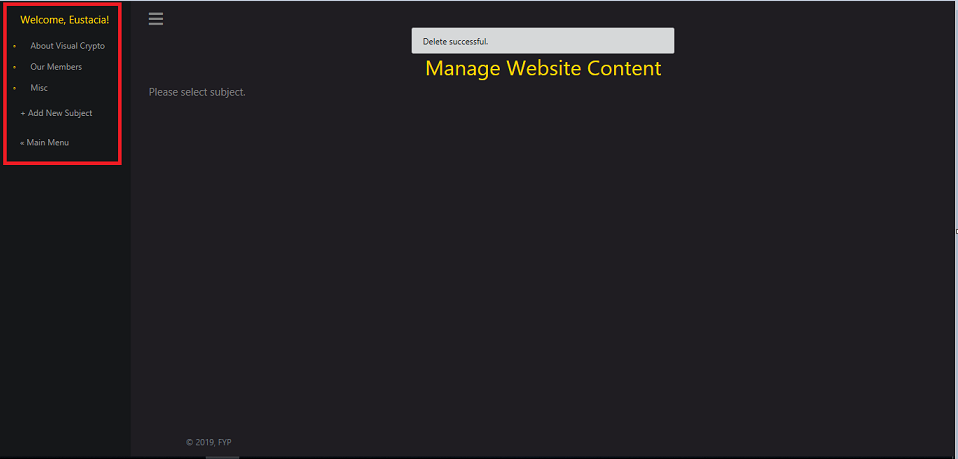 Welcome, Eustacia!
About Visual Crypto
Our Members
Misc
+ Add New Subject
« Main Menu
Delete successful.
Manage Website Content
Please select subject.
© 2019, FYP